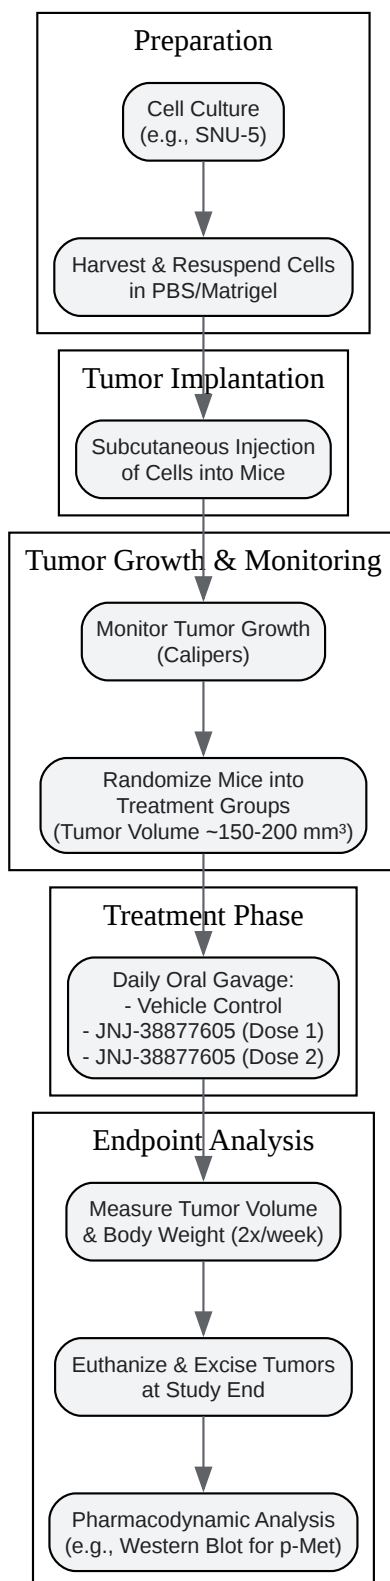 Preparation
Cell Culture
(e.g., SNU-5)
Harvest & Resuspend Cells
in PBS/Matrigel
Tumor Implantation
Subcutaneous Injection
of Cells into Mice
Tumor Growth & Monitoring
Monitor Tumor Growth
(Calipers)
Randomize Mice into
Treatment Groups
(Tumor Volume ~150-200 mm³)
Treatment Phase
Daily Oral Gavage:
- Vehicle Control
- JNJ-38877605 (Dose 1)
- JNJ-38877605 (Dose 2)
Endpoint Analysis
Measure Tumor Volume
& Body Weight (2x/week)
Euthanize & Excise Tumors
at Study End
Pharmacodynamic Analysis
(e.g., Western Blot for p-Met)